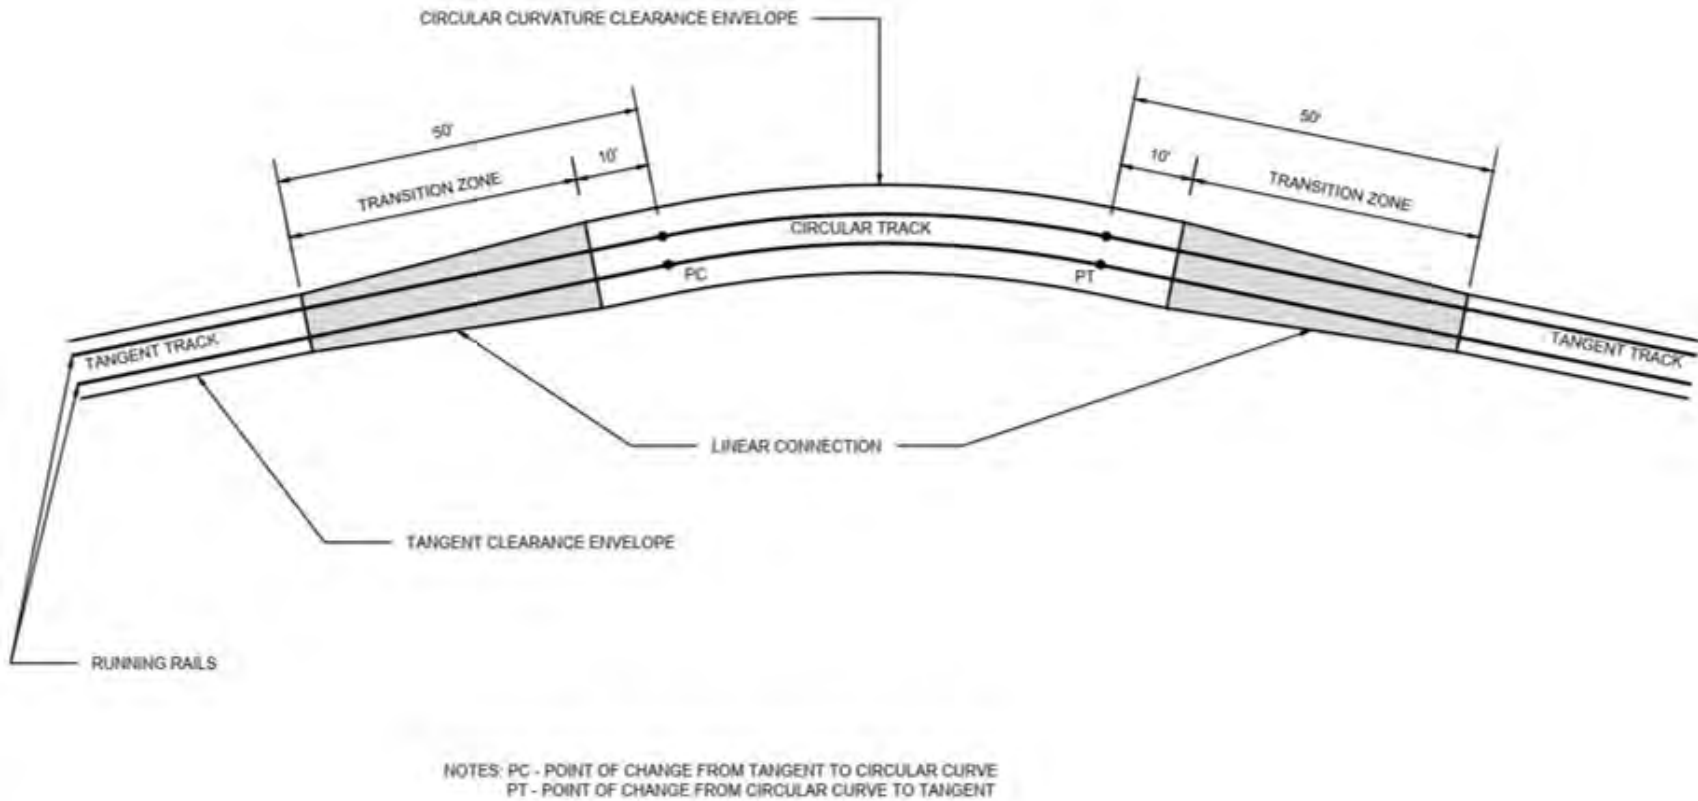 CIRCULAR CURVATURE CLEARANCE ENVELOPE
50'
50'
10'
10'
TRANSITION ZONE
TRANSITION ZONE
CIRCULAR TRACK
PC
PT
TANGENT TRACK
TANGENT TRACK
LINEAR CONNECTION
TANGENT CLEARANCE ENVELOPE
RUNNING RAILS
NOTES: PC - POINT OF CHANGE FROM TANGENT TO CIRCULAR CURVE
PT - POINT OF CHANGE FROM CIRCULAR CURVE TO TANGENT